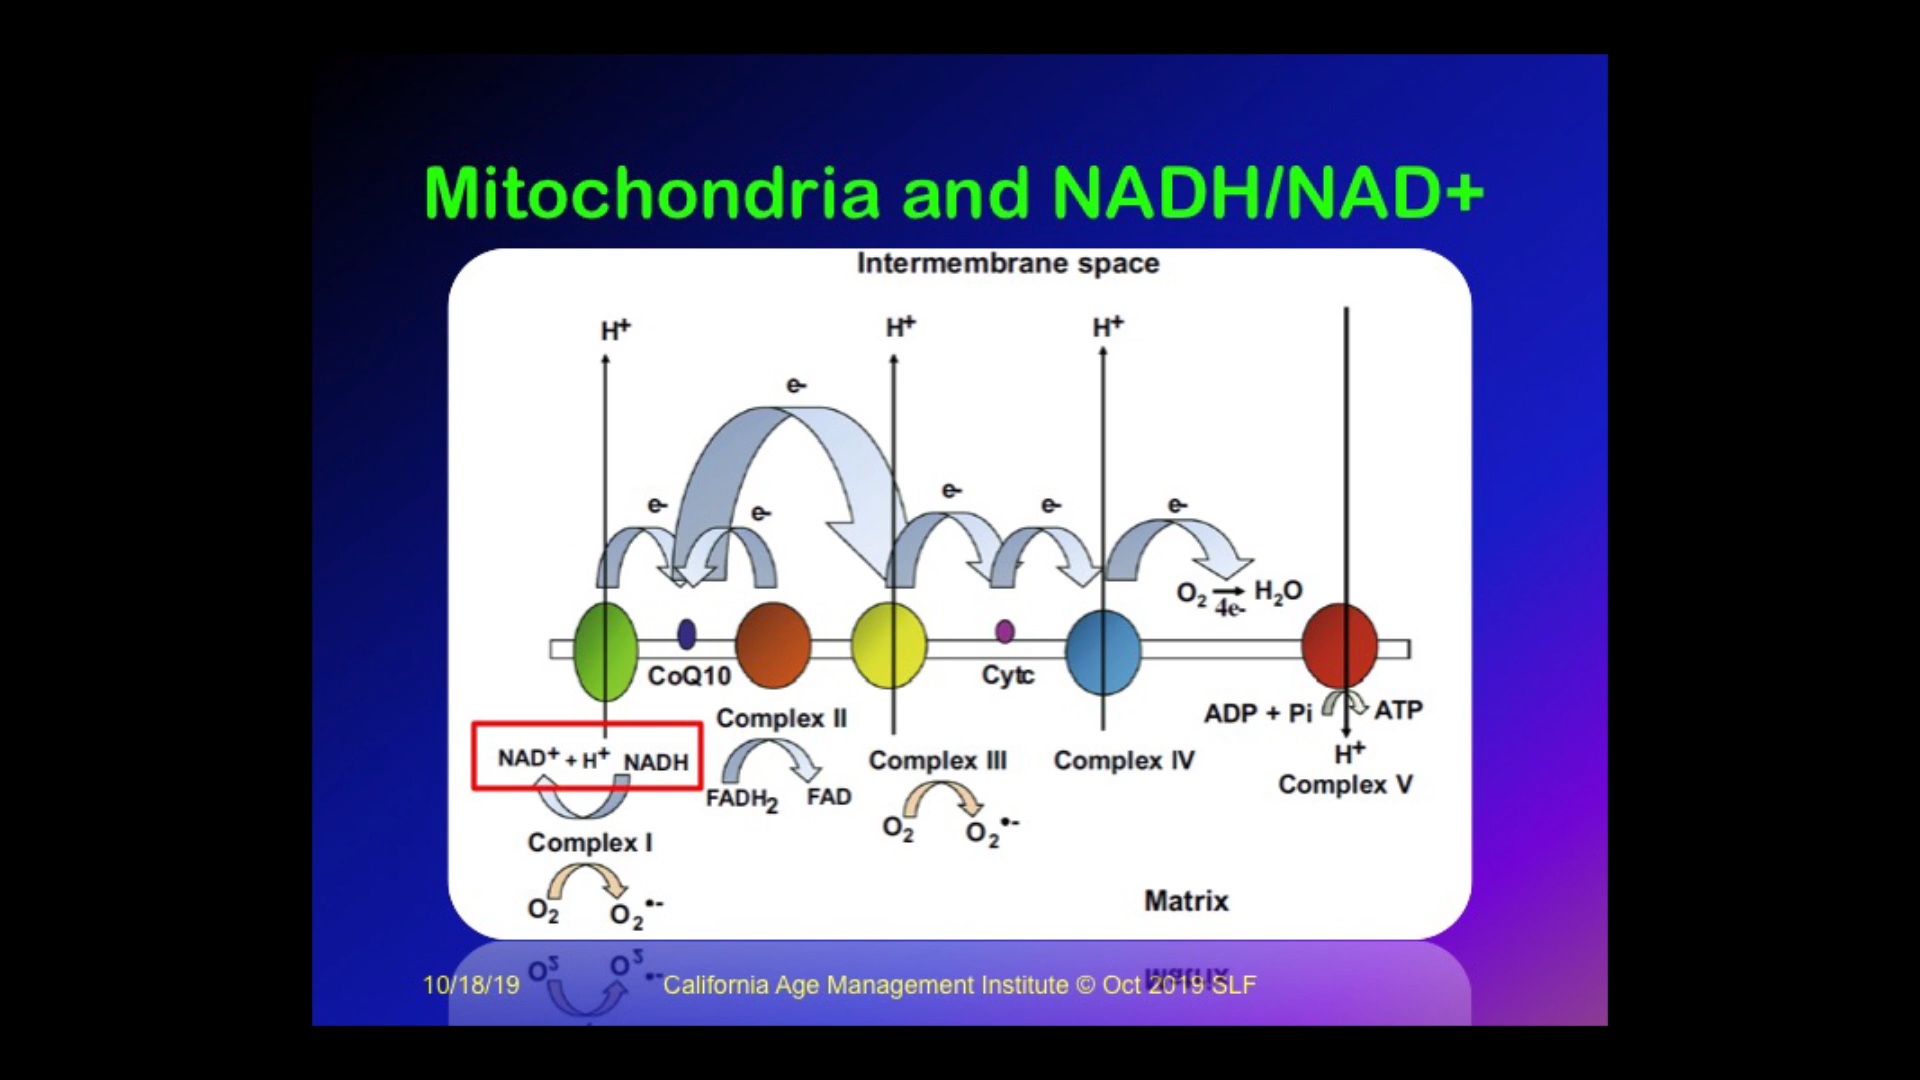 Mitochondria and NADH/NAD+
Intermembrane space
H+ H+ H+
e-
e- e- e- e- e-
O2 → H2O
4e-
CoQ10 Cytc
Complex II
ADP + Pi ATP
NAD+ + H+ NADH
H+
Complex III Complex IV
Complex V
FADH2 FAD
O2 O2•-
Complex I
O2 O2•-
Matrix
10/18/19 California Age Management Institute © Oct 2019 SLF